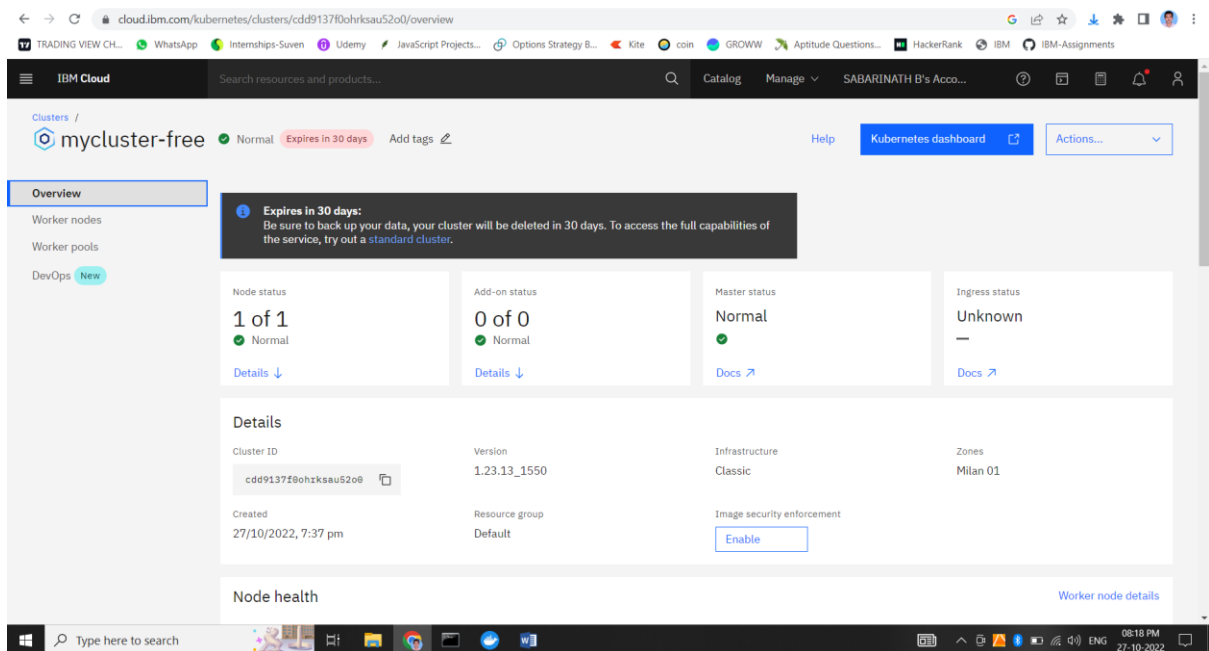 cloud.ibm.com/kubernetes/clusters/cdd9137f0ohrksau52o0/overview
TRADING VIEW CH... WhatsApp Internships-Suven Udemy JavaScript Projects... Options Strategy B... Kite coin GROWW Aptitude Questions... HackerRank IBM IBM-Assignments
IBM Cloud Search resources and products... Catalog Manage SABARINATH B's Acco...
Clusters /
mycluster-free Normal Expires in 30 days Add tags Help Kubernetes dashboard Actions...
Overview
Worker nodes
Worker pools
DevOps New
Expires in 30 days:
Be sure to back up your data, your cluster will be deleted in 30 days. To access the full capabilities of
the service, try out a standard cluster.
Node status Add-on status Master status Ingress status
1 of 1 0 of 0 Normal Unknown
Normal Normal
Details Details Docs Docs
Details
Cluster ID Version Infrastructure Zones
cdd9137f0ohrksau52o0 1.23.13_1550 Classic Milan 01
Created Resource group Image security enforcement
27/10/2022, 7:37 pm Default Enable
Node health Worker node details
Type here to search ENG 08:18 PM
27-10-2022